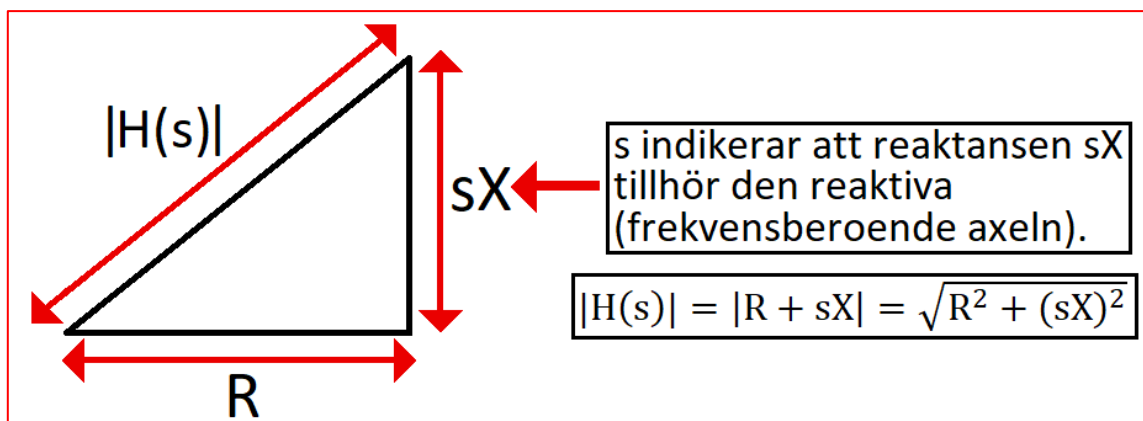 |H(s)|
sX
R
s indikerar att reaktansen sX
tillhör den reaktiva
(frekvensberoende axeln).
|H(s)| = |R + sX| = √(R² + (sX)²)